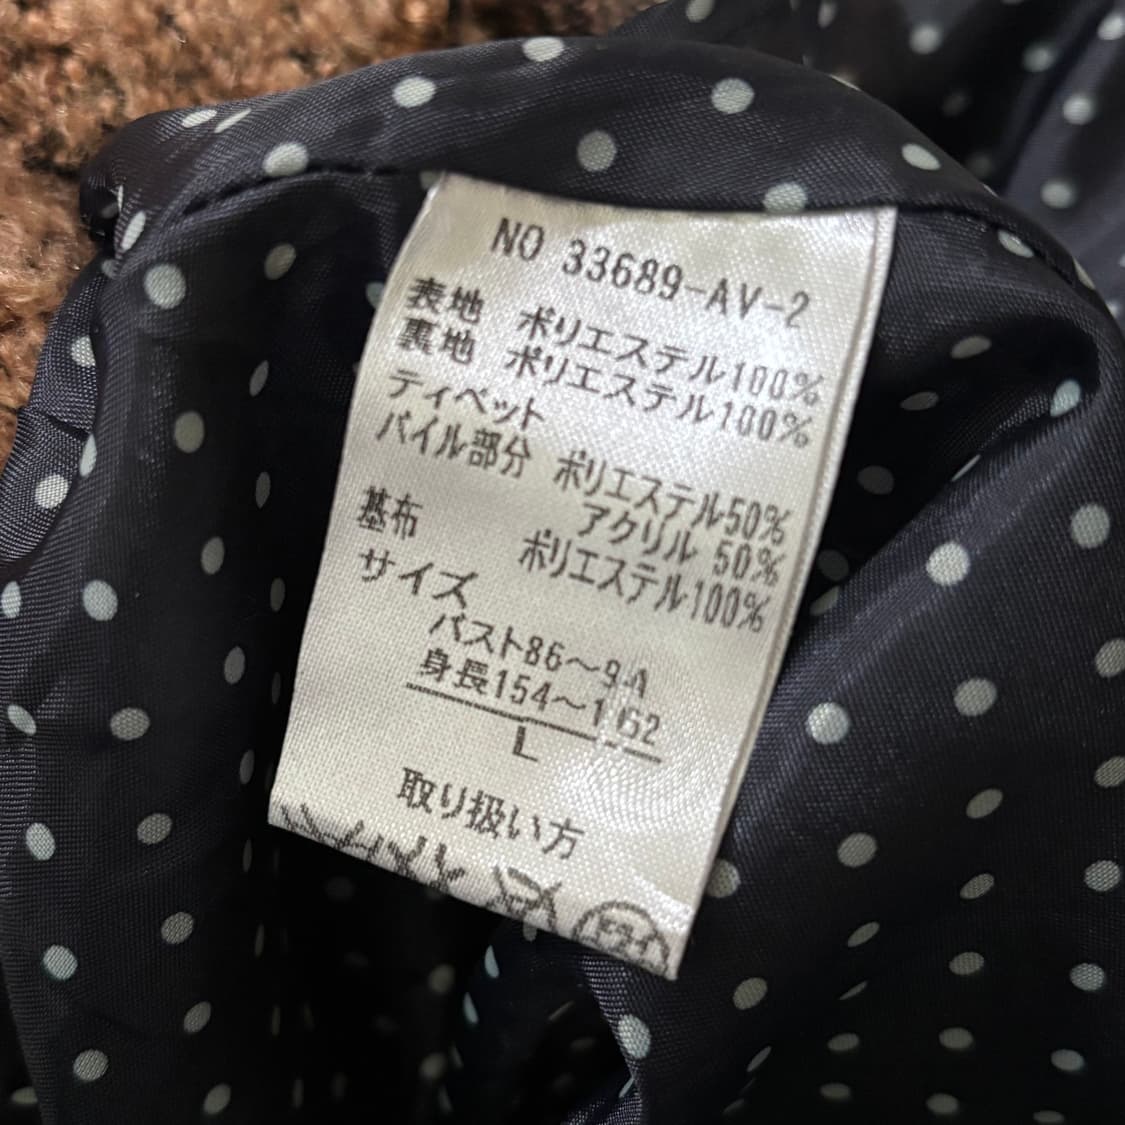 NO 33689-AV-2
表地 ポリエステル100%
裏地 ポリエステル100%
ティペット
パイル部分 ポリエステル50%
アクリル 50%
基布 ポリエステル100%
サイズ
バスト86～94
身長154～162
L
取り扱い方
ドライ